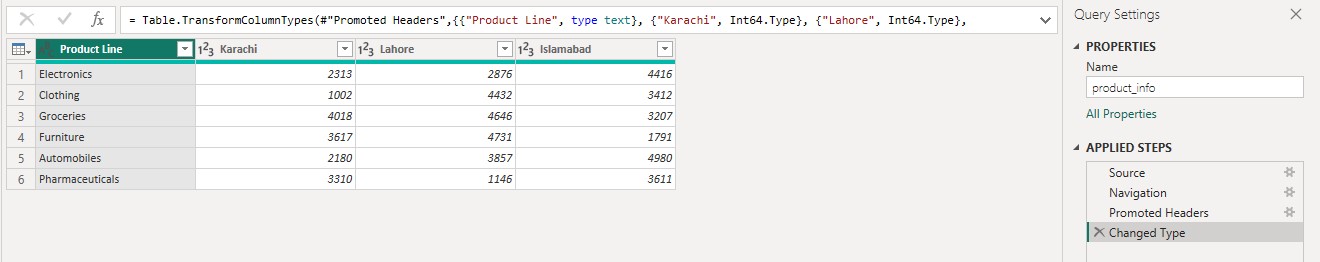 = Table.TransformColumnTypes(#"Promoted Headers",{{"Product Line", type text}, {"Karachi", Int64.Type}, {"Lahore", Int64.Type},
Product Line 1²3 Karachi 1²3 Lahore 1²3 Islamabad
1 Electronics 2313 2876 4416
2 Clothing 1002 4432 3412
3 Groceries 4018 4646 3207
4 Furniture 3617 4731 1791
5 Automobiles 2180 3857 4980
6 Pharmaceuticals 3310 1146 3611
Query Settings
PROPERTIES
Name
product_info
All Properties
APPLIED STEPS
Source
Navigation
Promoted Headers
Changed Type